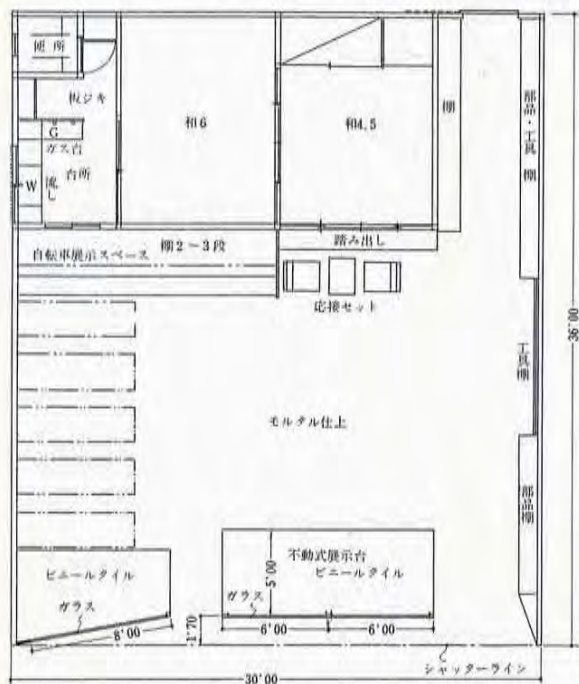 便所
板ジキ
G
ガス台
台所
W
流し
和6
和4.5
棚
部品・工具 棚
自転車展示スペース
棚2〜3段
踏み出し
応接セット
工具棚
36'00
モルタル仕上
部品棚
ビニールタイル
ガラス
8'00
不動式展示台
ビニールタイル
5'00
ガラス
1'70
6'00
6'00
シャッターライン
30'00